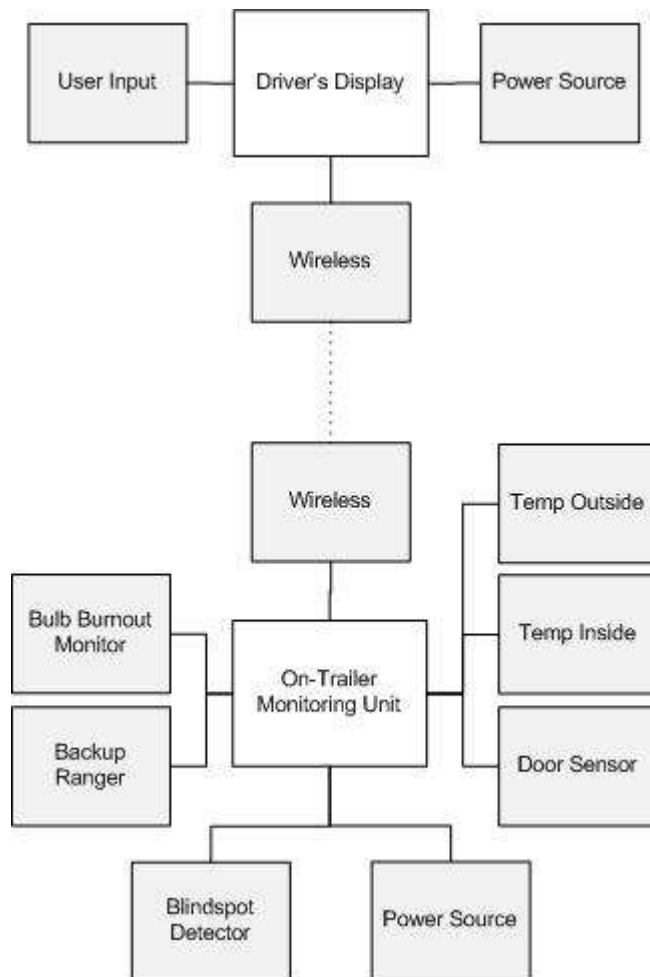 User Input
Driver's Display
Power Source
Wireless
Wireless
Temp Outside
Bulb Burnout
Monitor
On-Trailer
Monitoring Unit
Temp Inside
Backup
Ranger
Door Sensor
Blindspot
Detector
Power Source